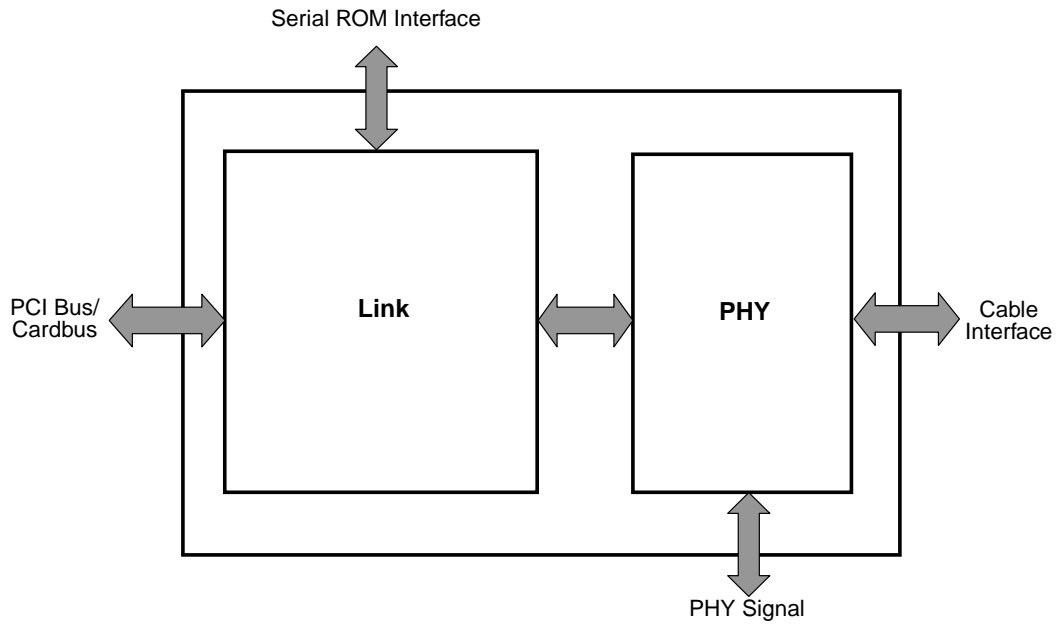 Serial ROM Interface
PCI Bus/
Cardbus
Link
PHY
Cable
Interface
PHY Signal